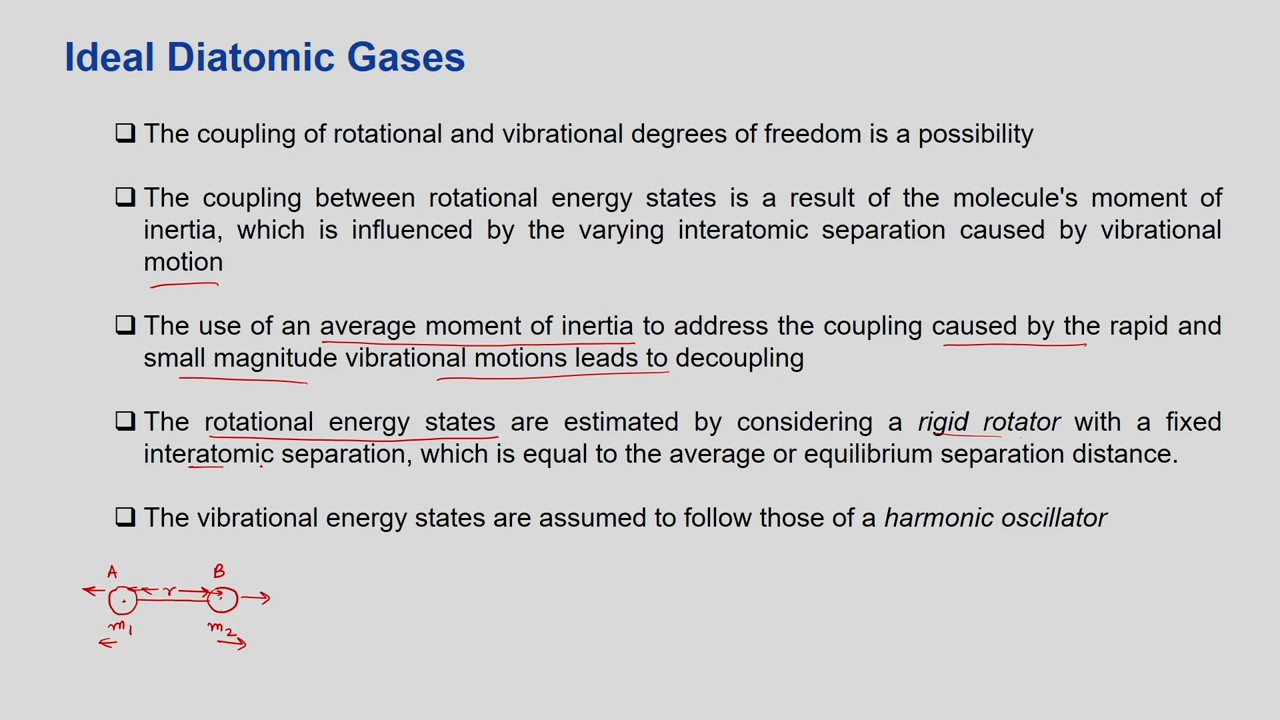 Ideal Diatomic Gases
❑ The coupling of rotational and vibrational degrees of freedom is a possibility
❑ The coupling between rotational energy states is a result of the molecule's moment of
inertia, which is influenced by the varying interatomic separation caused by vibrational
motion
❑ The use of an average moment of inertia to address the coupling caused by the rapid and
small magnitude vibrational motions leads to decoupling
❑ The rotational energy states are estimated by considering a rigid rotator with a fixed
interatomic separation, which is equal to the average or equilibrium separation distance.
❑ The vibrational energy states are assumed to follow those of a harmonic oscillator
A B
r
m₁ m₂